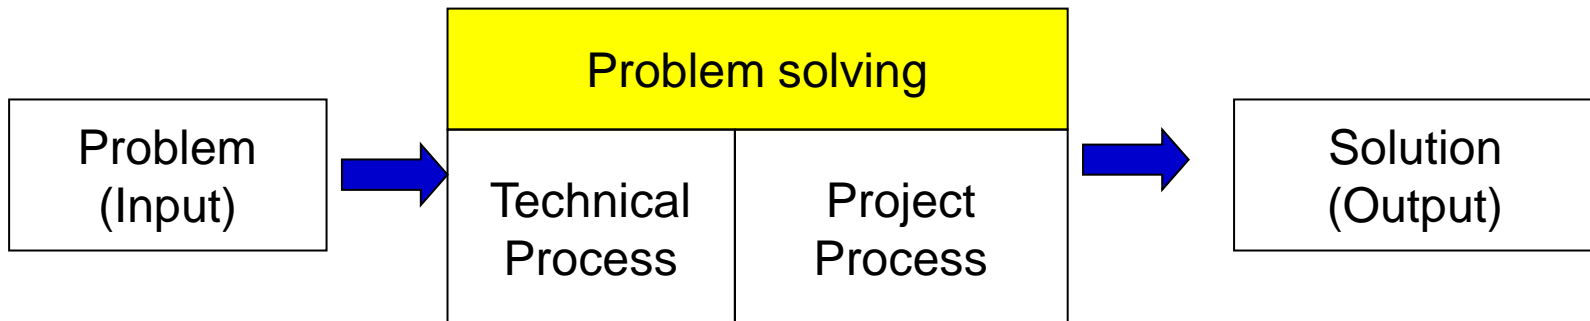 Problem solving
Problem
(Input)
Technical
Process
Project
Process
Solution
(Output)